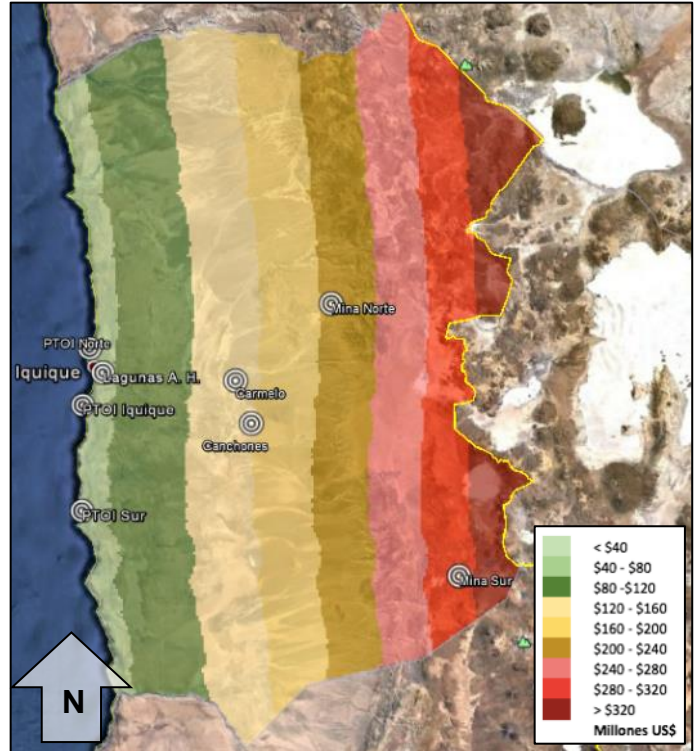 Mina Norte
PTOI Norte
Iquique
Lagunas A. H.
Carmelo
PTOI Iquique
Canchones
PTOI Sur
Mina Sur
N
< $40
$40 - $80
$80 -$120
$120 - $160
$160 - $200
$200 - $240
$240 - $280
$280 - $320
> $320
Millones US$